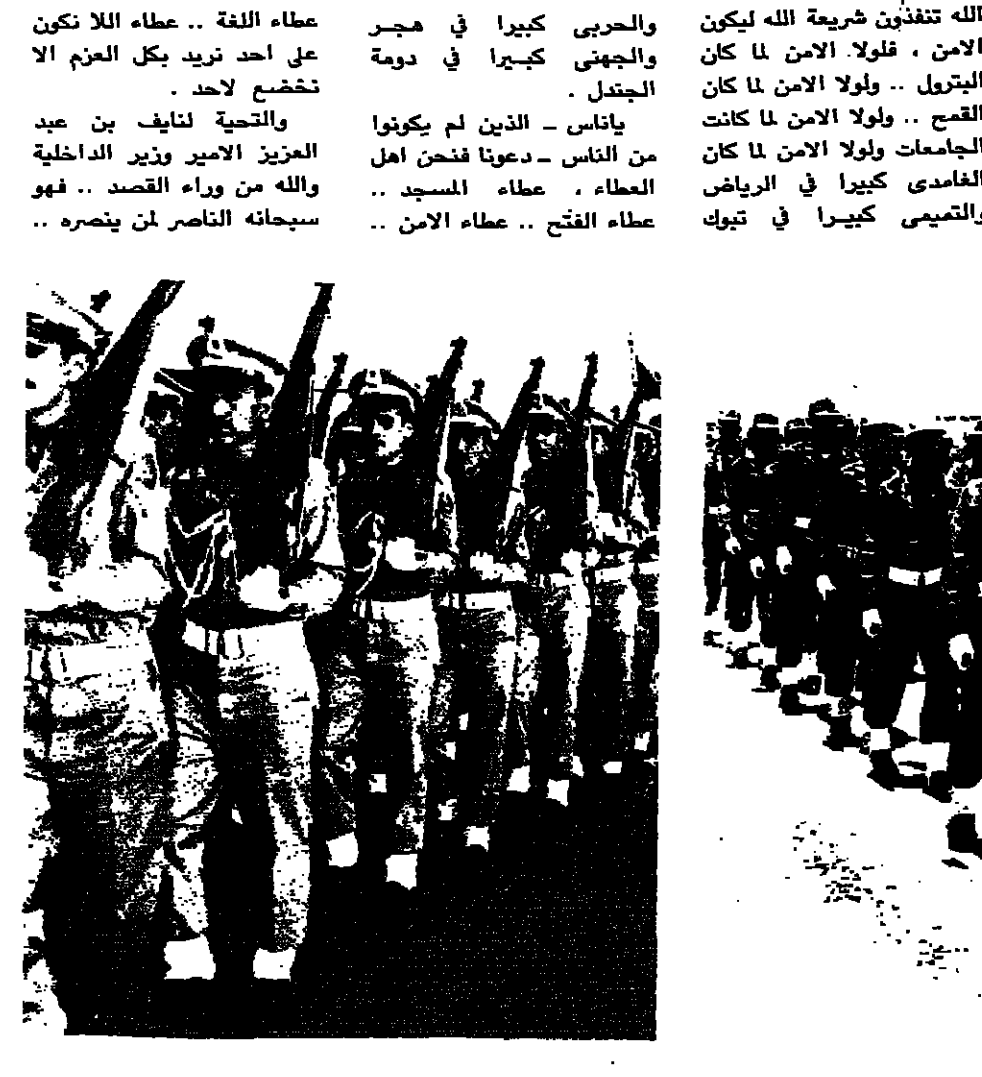 الله تنفذون شريعة الله ليكون
الامن ، فلولا. الامن لما كان
البترول .. ولولا الامن لما كان
القمح .. ولولا الامن لما كانت
الجامعات ولولا الامن لما كان
الغامدى كبيرا في الرياض
والتميمى كبيرا في تبوك
والحربى كبيرا في هجر
والجهنى كبيرا في دومة
الجندل .
ياناس ــ الذين لم يكونوا
من الناس ــ دعونا فنحن اهل
العطاء ، عطاء المسجد ..
عطاء الفتح .. عطاء الامن ..
عطاء اللغة .. عطاء اللا نكون
على احد نريد بكل العزم الا
نخضع لاحد .
والتحية لنايف بن عبد
العزيز الامير وزير الداخلية
والله من وراء القصد .. فهو
سبحانه الناصر لمن ينصره ..